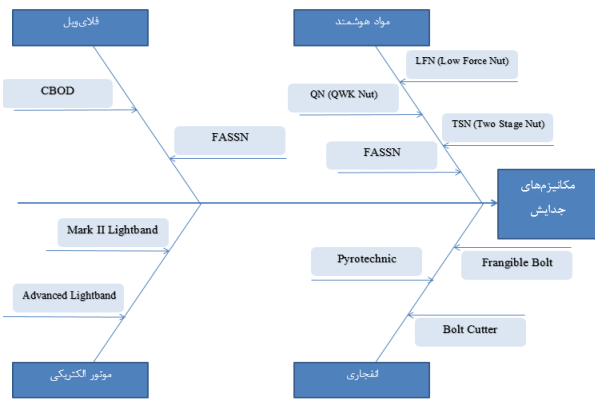 فلای‌ویل
مواد هوشمند
LFN (Low Force Nut)
CBOD
QN (QWK Nut)
TSN (Two Stage Nut)
FASSN
FASSN
مکانیزم‌های
جدایش
Mark II Lightband
Pyrotechnic
Frangible Bolt
Advanced Lightband
Bolt Cutter
موتور الکتریکی
انفجاری